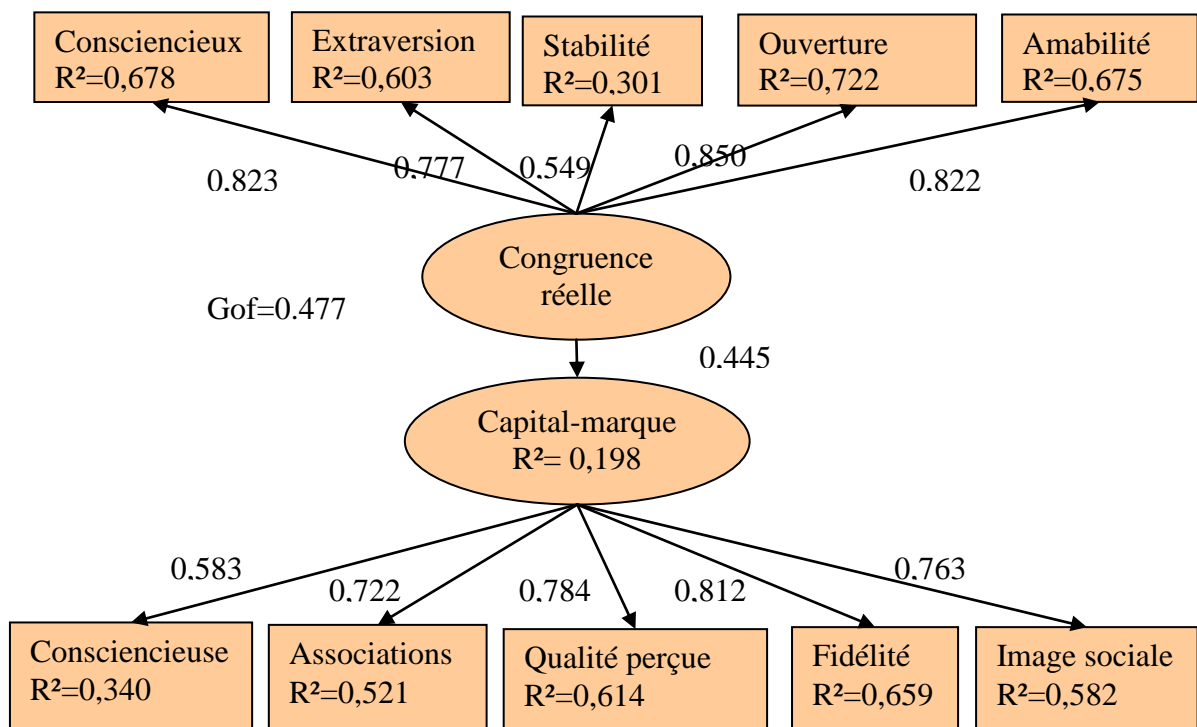 Consciencieux
R²=0,678
Extraversion
R²=0,603
Stabilité
R²=0,301
Ouverture
R²=0,722
Amabilité
R²=0,675
0,823
0,777
0,549
0,850
0,822
Congruence
réelle
Gof=0.477
0,445
Capital-marque
R²= 0,198
0,583
0,722
0,784
0,812
0,763
Consciencieuse
R²=0,340
Associations
R²=0,521
Qualité perçue
R²=0,614
Fidélité
R²=0,659
Image sociale
R²=0,582